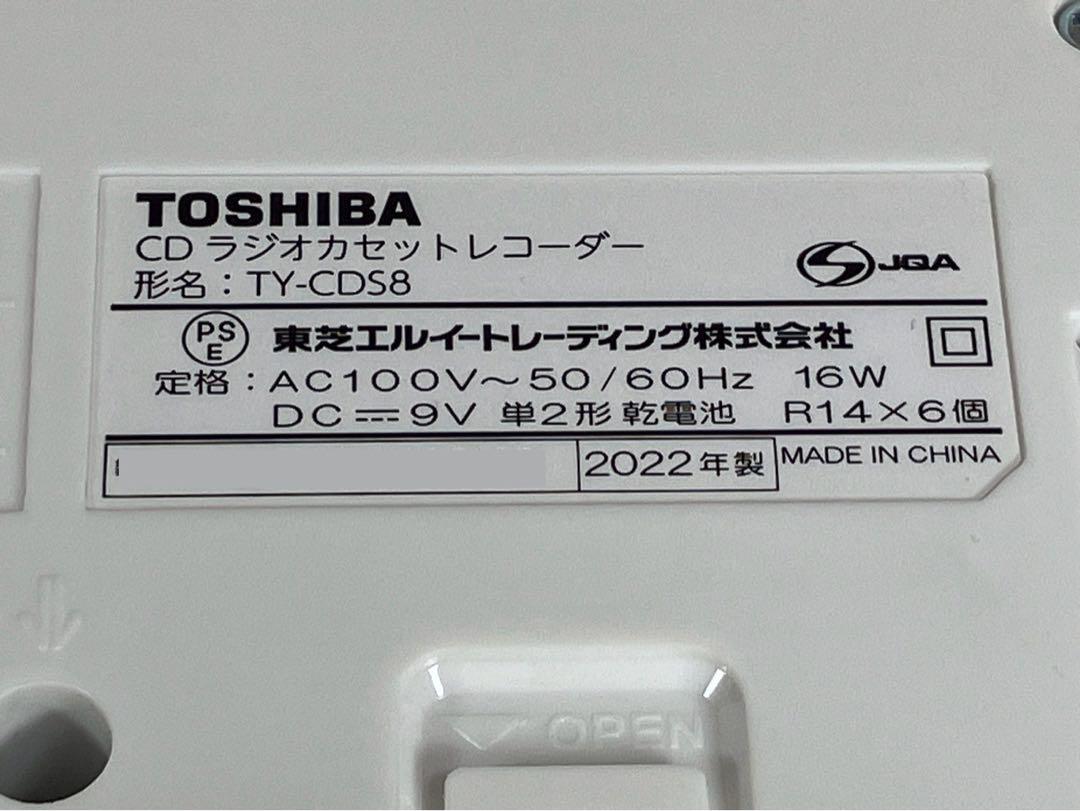 TOSHIBA
CD ラジオカセットレコーダー
形名：TY-CDS8
JQA
PS
E
東芝エルイートレーディング株式会社
定格：AC100V～50/60Hz 16W
DC⎓9V 単2形 乾電池 R14×6個
2022年製
MADE IN CHINA
OPEN